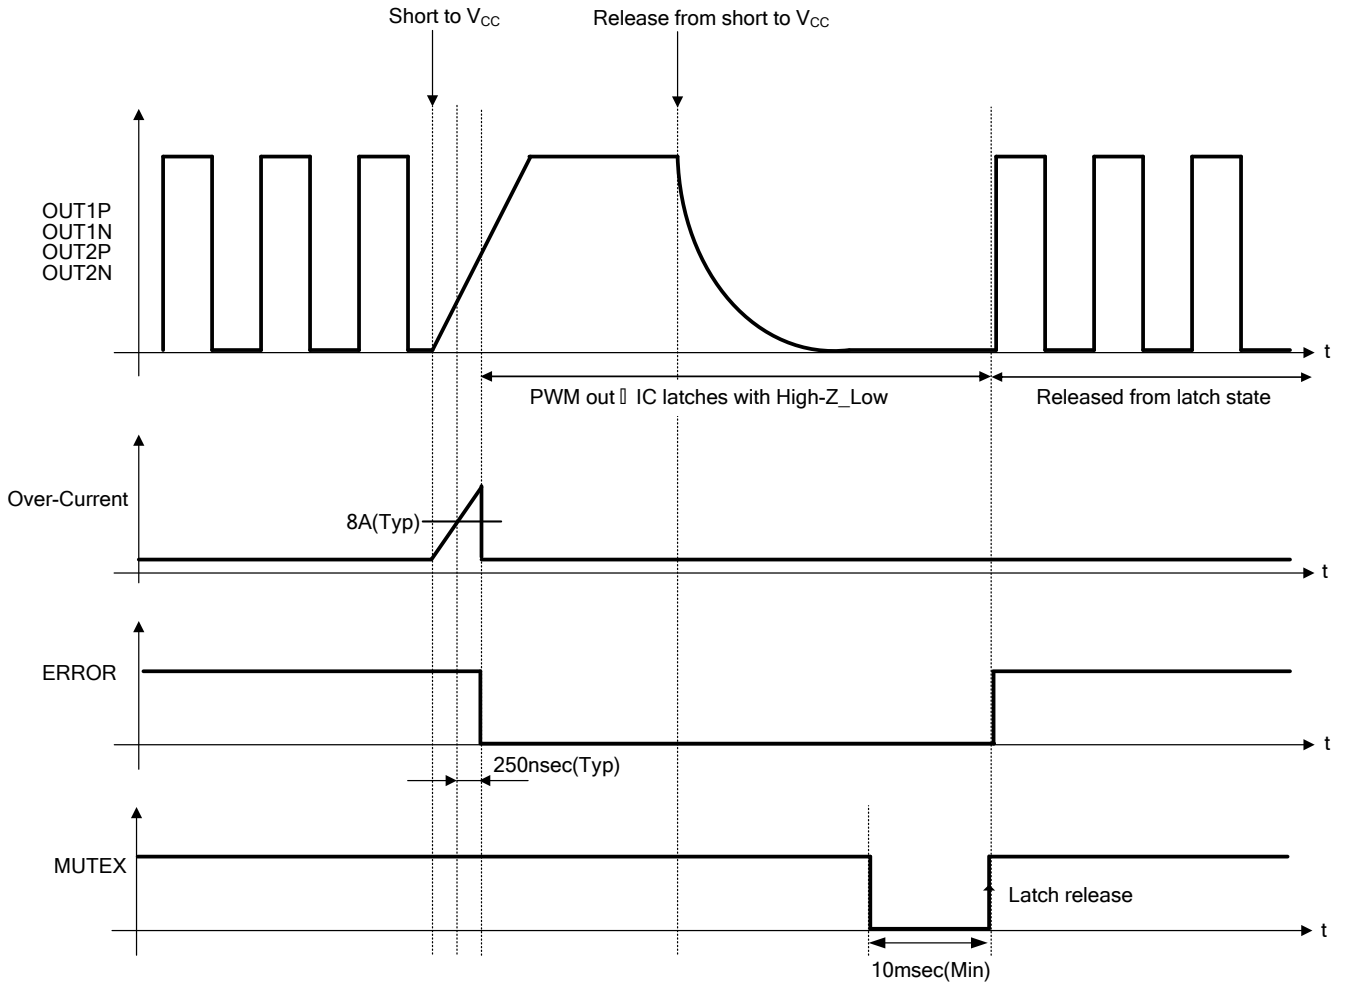 Short to VCC
Release from short to VCC
OUT1P
OUT1N
OUT2P
OUT2N
t
PWM out ▯ IC latches with High-Z_Low
Released from latch state
Over-Current
8A(Typ)
t
ERROR
t
250nsec(Typ)
MUTEX
Latch release
t
10msec(Min)